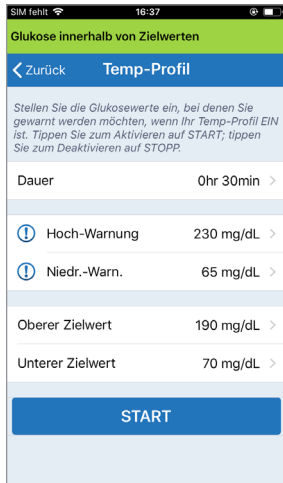 SIM fehlt 16:37
Glukose innerhalb von Zielwerten
Zurück Temp-Profil
Stellen Sie die Glukosewerte ein, bei denen Sie
gewarnt werden möchten, wenn Ihr Temp-Profil EIN
ist. Tippen Sie zum Aktivieren auf START; tippen
Sie zum Deaktivieren auf STOPP.
Dauer 0hr 30min
Hoch-Warnung 230 mg/dL
Niedr.-Warn. 65 mg/dL
Oberer Zielwert 190 mg/dL
Unterer Zielwert 70 mg/dL
START